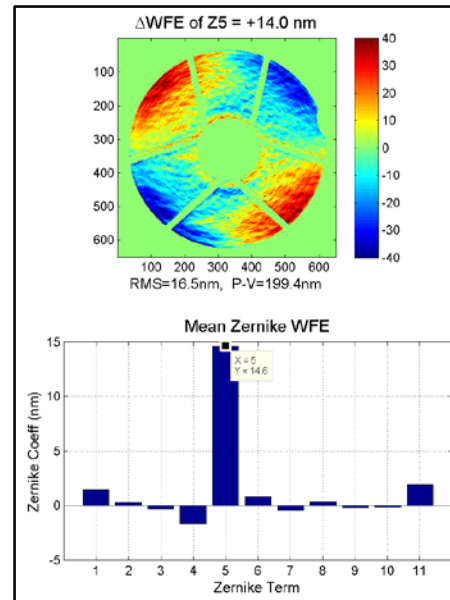 ΔWFE of Z5 = +14.0 nm
100
200
300
400
500
600
100 200 300 400 500 600
40
30
20
10
0
-10
-20
-30
-40
RMS=16.5nm, P-V=199.4nm
Mean Zernike WFE
15
10
5
0
-5
Zernike Coeff (nm)
X = 5
Y = 14.6
1 2 3 4 5 6 7 8 9 10 11
Zernike Term